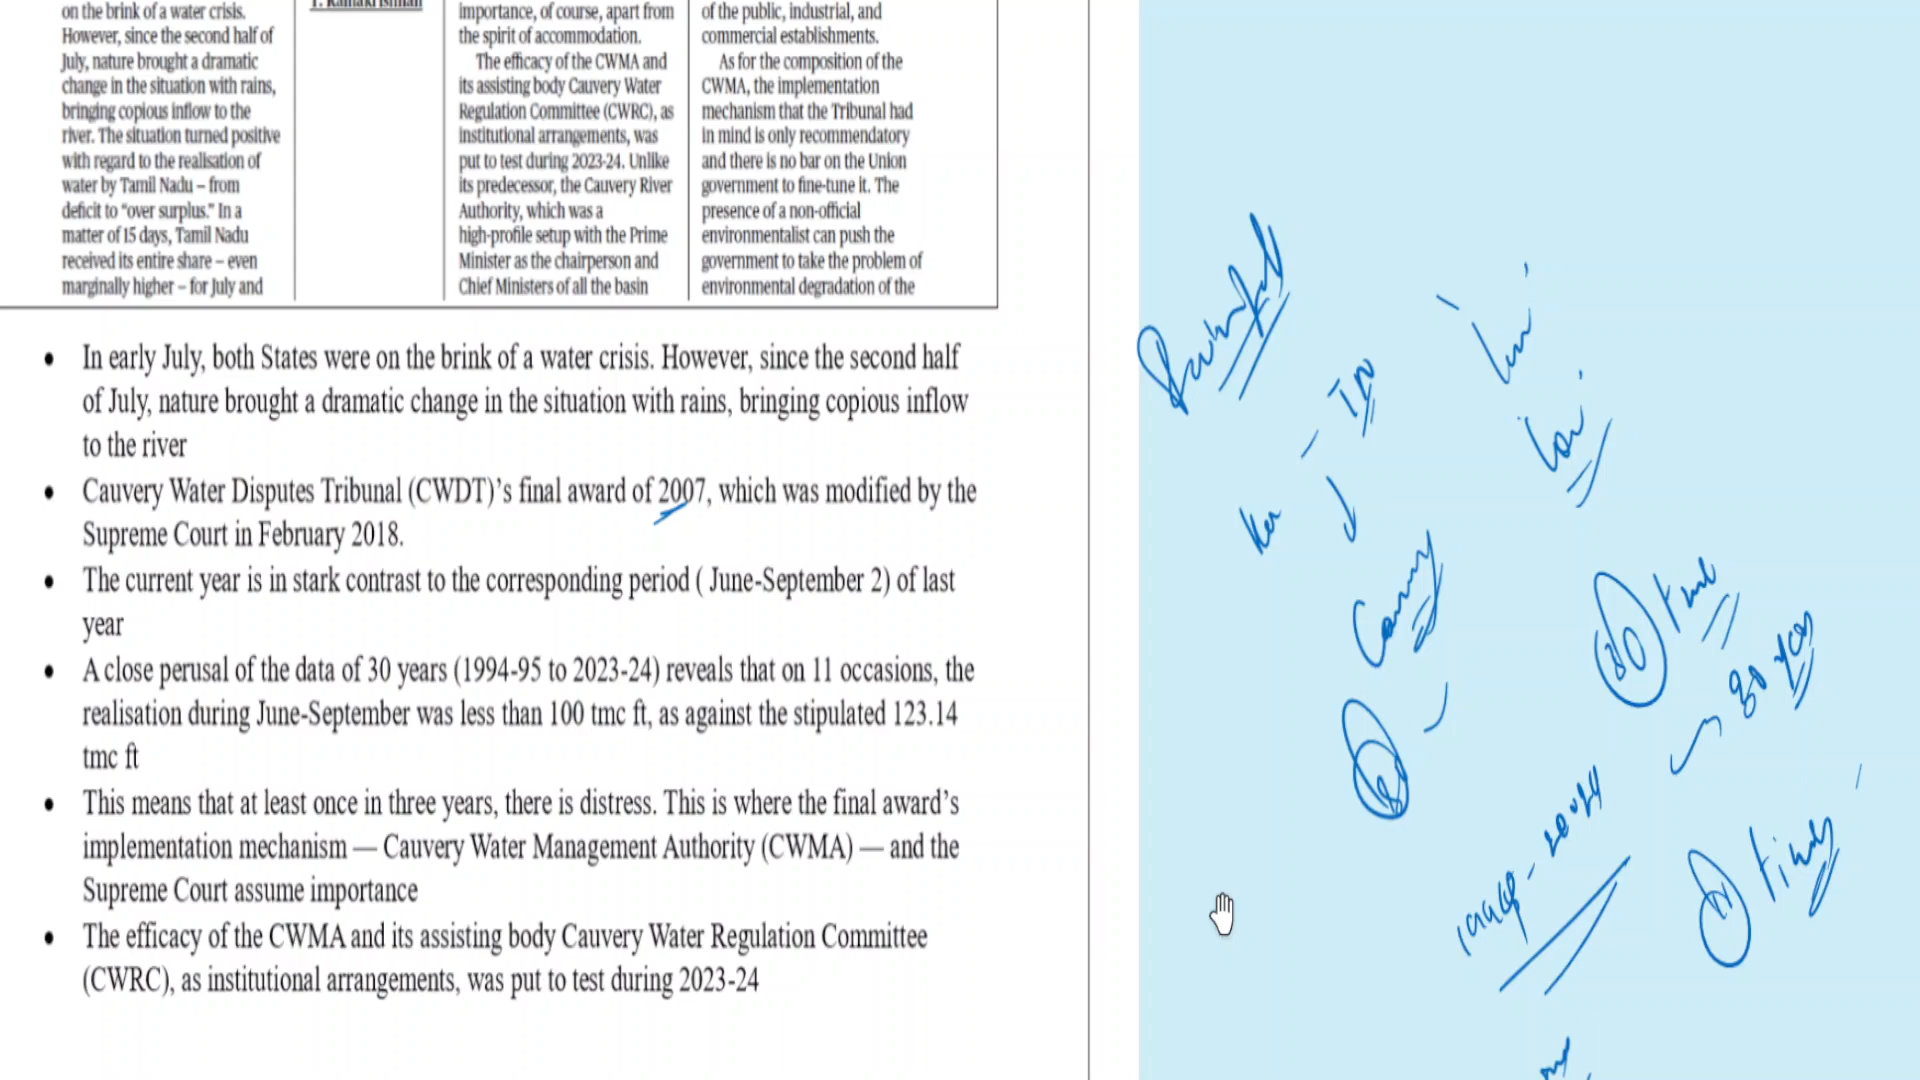 on the brink of a water crisis.
However, since the second half of
July, nature brought a dramatic
change in the situation with rains,
bringing copious inflow to the
river. The situation turned positive
with regard to the realisation of
water by Tamil Nadu – from
deficit to “over surplus.” In a
matter of 15 days, Tamil Nadu
received its entire share – even
marginally higher – for July and
T. Ramakrishnan
importance, of course, apart from
the spirit of accommodation.
The efficacy of the CWMA and
its assisting body Cauvery Water
Regulation Committee (CWRC), as
institutional arrangements, was
put to test during 2023-24. Unlike
its predecessor, the Cauvery River
Authority, which was a
high-profile setup with the Prime
Minister as the chairperson and
Chief Ministers of all the basin
of the public, industrial, and
commercial establishments.
As for the composition of the
CWMA, the implementation
mechanism that the Tribunal had
in mind is only recommendatory
and there is no bar on the Union
government to fine-tune it. The
presence of a non-official
environmentalist can push the
government to take the problem of
environmental degradation of the
• In early July, both States were on the brink of a water crisis. However, since the second half
of July, nature brought a dramatic change in the situation with rains, bringing copious inflow
to the river
• Cauvery Water Disputes Tribunal (CWDT)’s final award of 2007, which was modified by the
Supreme Court in February 2018.
• The current year is in stark contrast to the corresponding period ( June-September 2) of last
year
• A close perusal of the data of 30 years (1994-95 to 2023-24) reveals that on 11 occasions, the
realisation during June-September was less than 100 tmc ft, as against the stipulated 123.14
tmc ft
• This means that at least once in three years, there is distress. This is where the final award’s
implementation mechanism — Cauvery Water Management Authority (CWMA) — and the
Supreme Court assume importance
• The efficacy of the CWMA and its assisting body Cauvery Water Regulation Committee
(CWRC), as institutional arrangements, was put to test during 2023-24
Rainfall
30 years